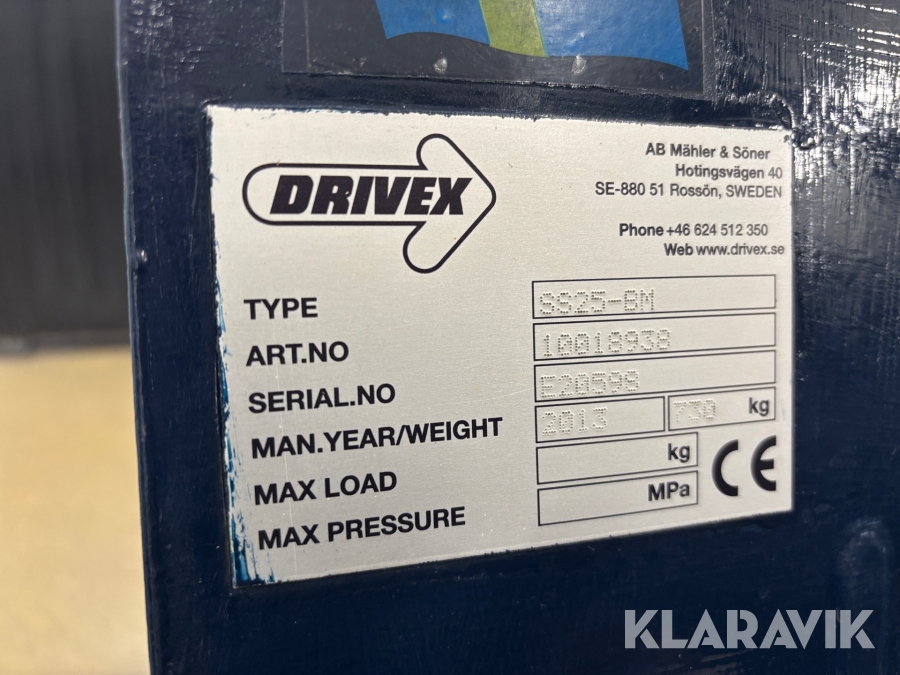 DRIVEX
AB Mähler & Söner
Hotingsvägen 40
SE-880 51 Rossön, SWEDEN
Phone +46 624 512 350
Web www.drivex.se
TYPE SS25-BM
ART.NO 10018938
SERIAL.NO E20598
MAN.YEAR/WEIGHT 2013 730 kg
MAX LOAD kg
MAX PRESSURE MPa
CE
KLARAVIK